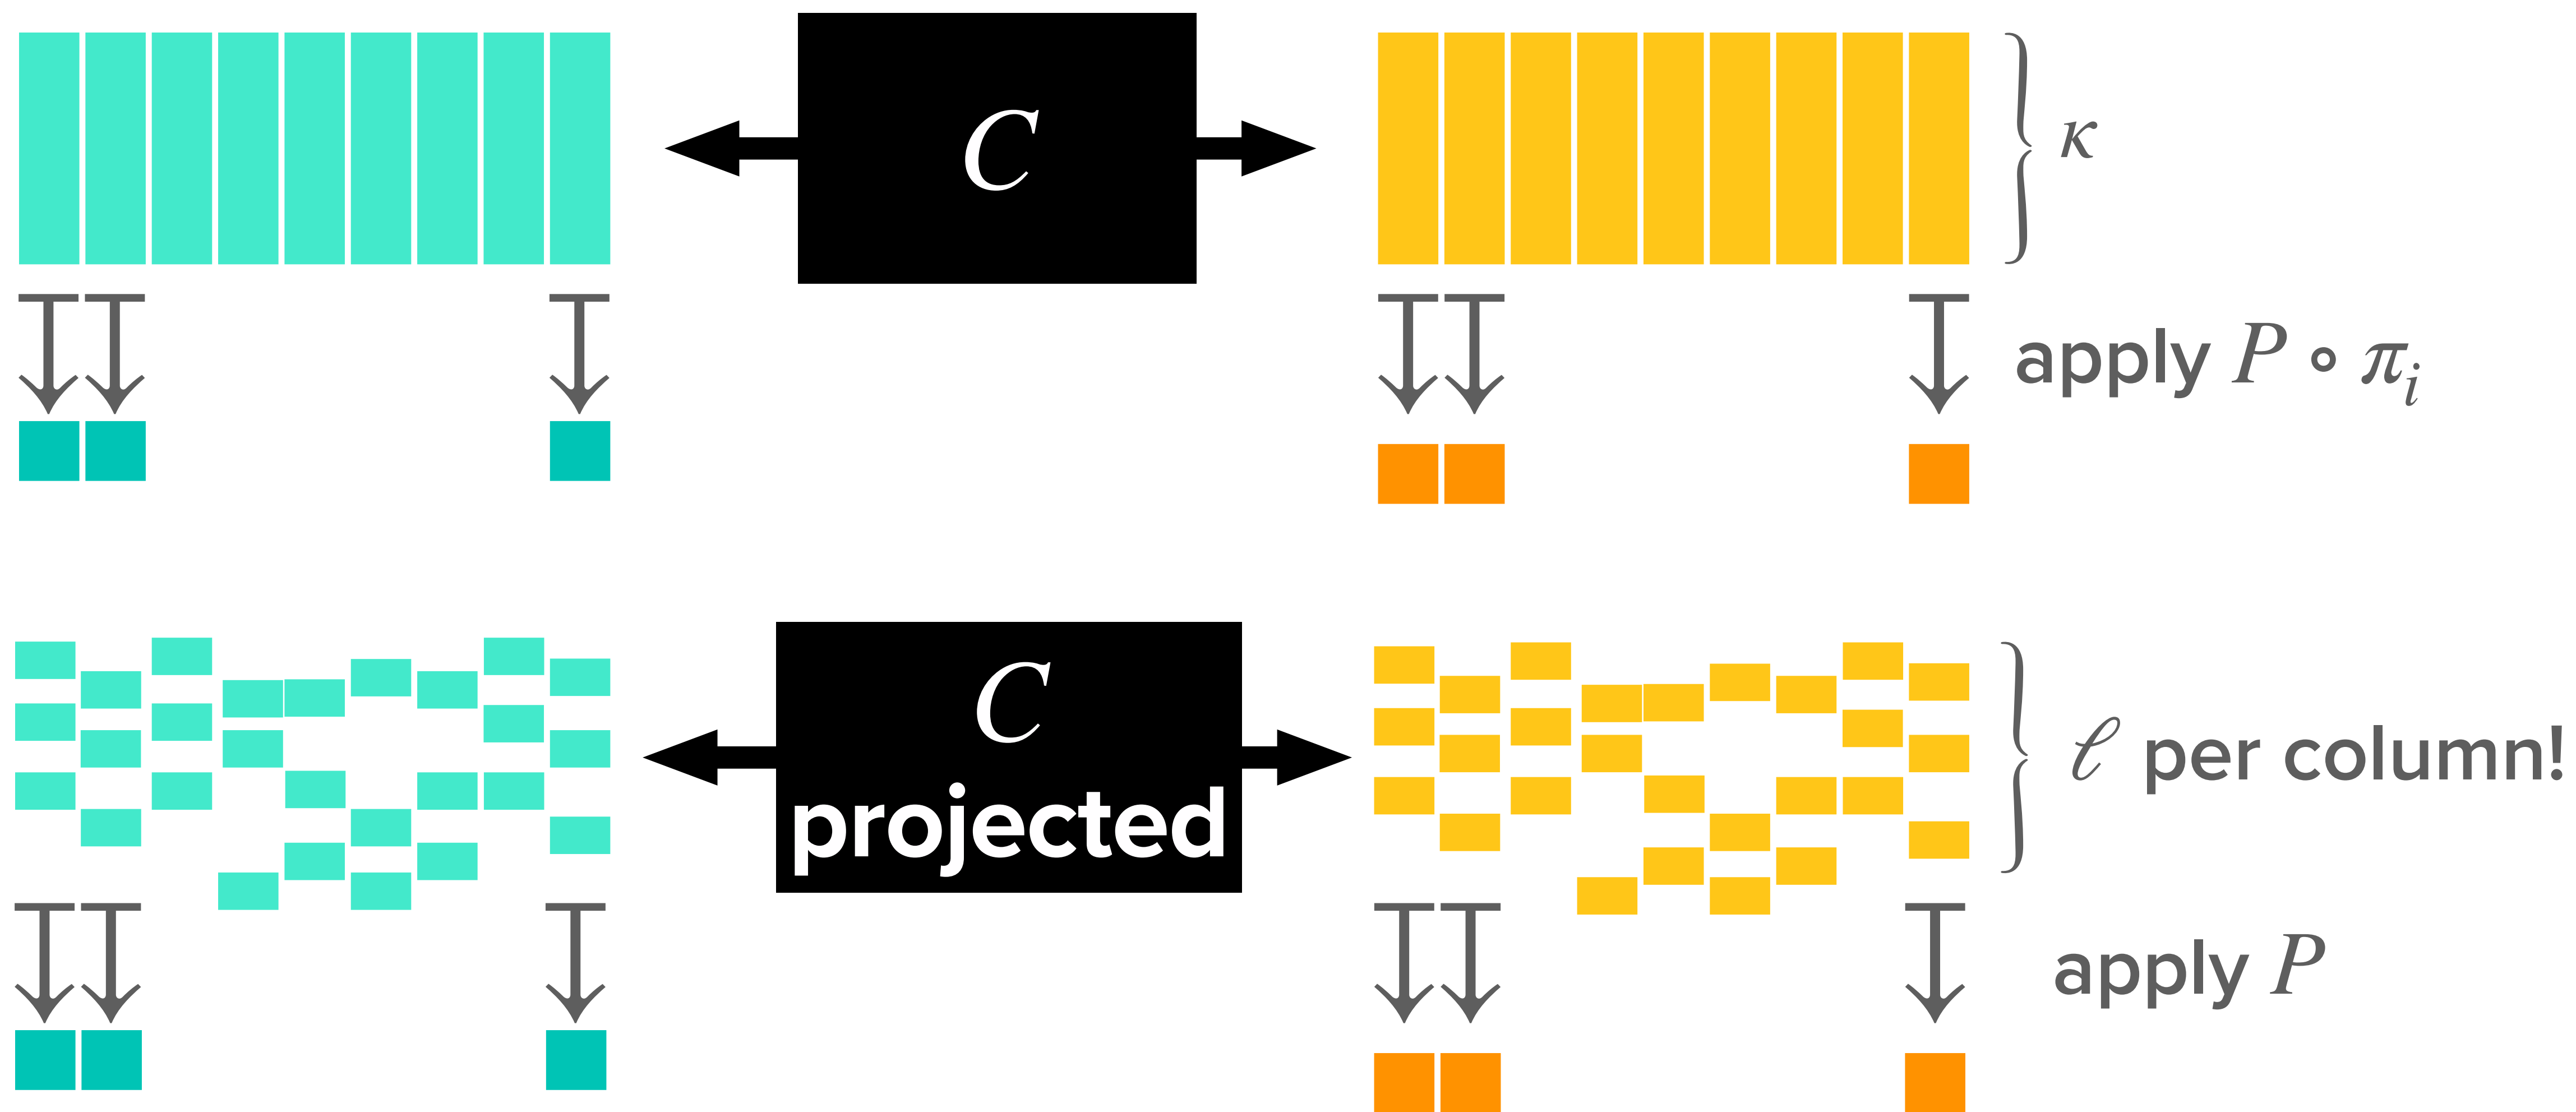 C
κ
apply P ∘ πᵢ
C
projected
ℓ per column!
apply P